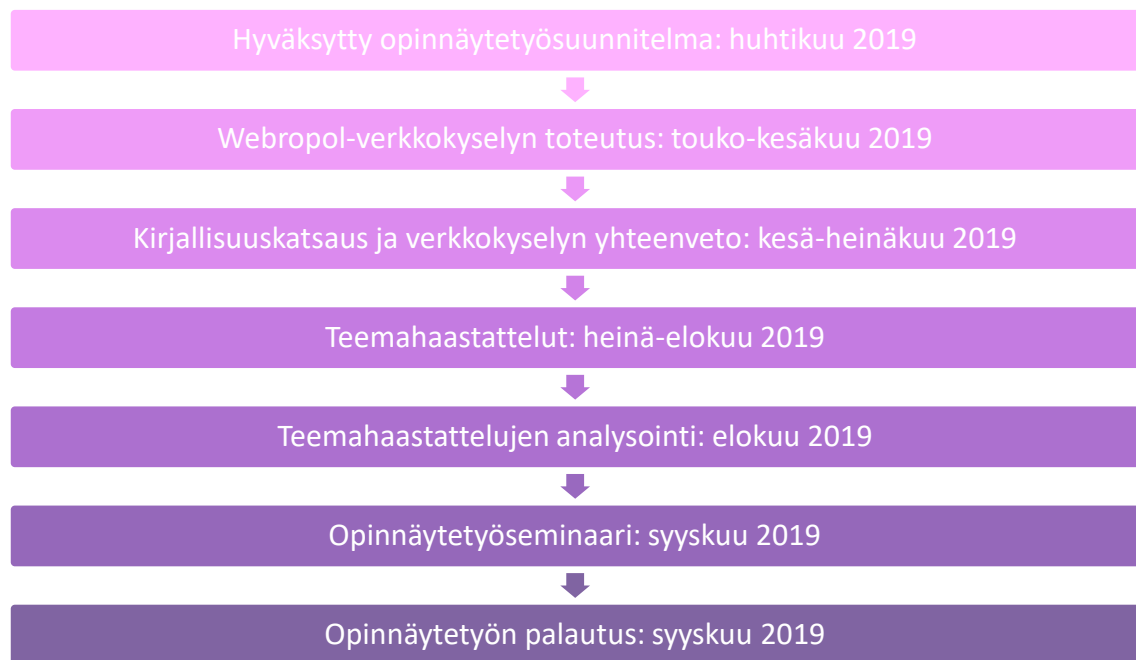 Hyväksytty opinnäytetyösuunnitelma: huhtikuu 2019
Webropol-verkkokyselyn toteutus: touko-kesäkuu 2019
Kirjallisuuskatsaus ja verkkokyselyn yhteenveto: kesä-heinäkuu 2019
Teemahaastattelut: heinä-elokuu 2019
Teemahaastattelujen analysointi: elokuu 2019
Opinnäytetyöseminaari: syyskuu 2019
Opinnäytetyön palautus: syyskuu 2019